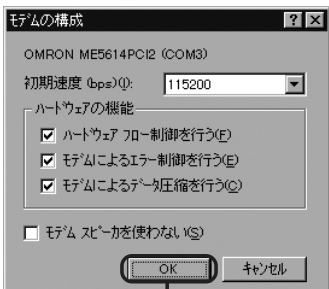 モデムの構成
OMRON ME5614PCI2 (COM3)
初期速度 (bps)(I): 115200
ハードウェアの機能
ハードウェア フロー制御を行う(F)
モデムによるエラー制御を行う(E)
モデムによるデータ圧縮を行う(C)
モデム スピーカを使わない(S)
OK キャンセル